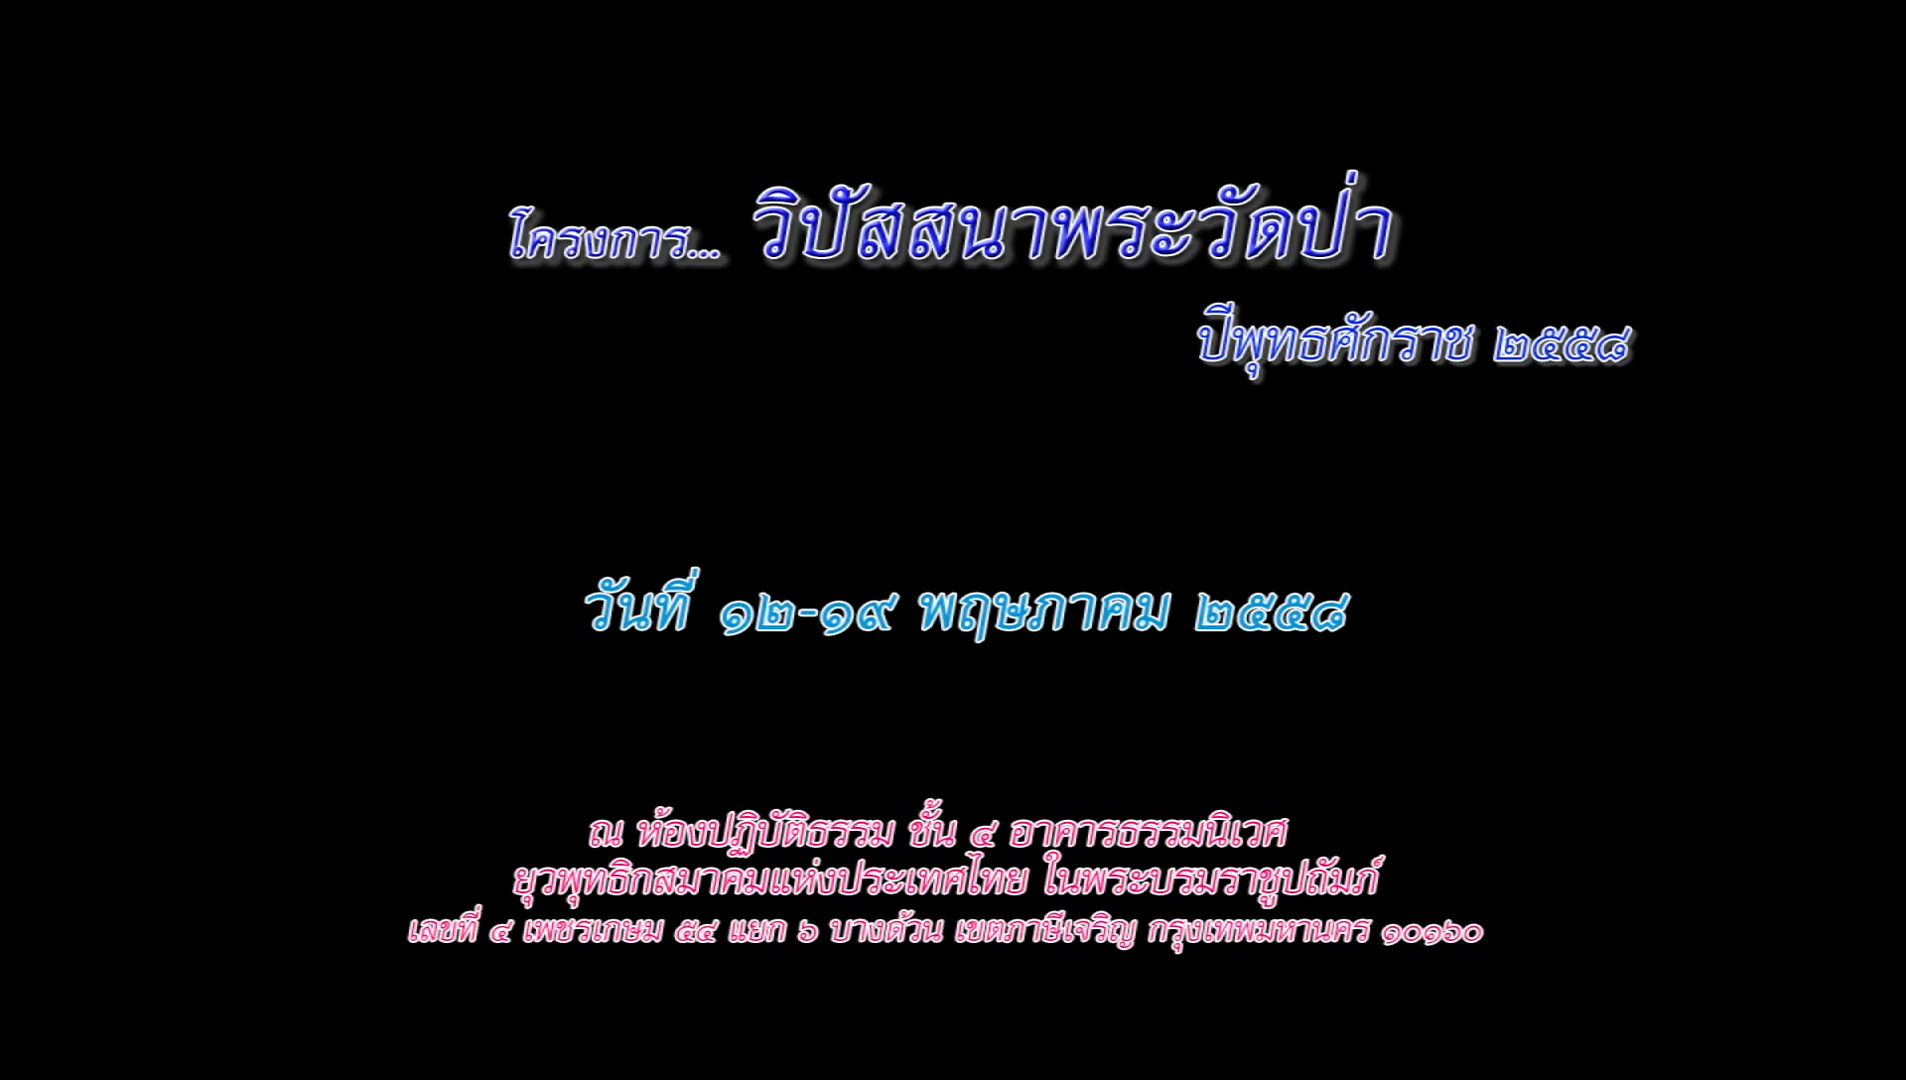 โครงการ... วิปัสสนาพระวัดป่า
ปีพุทธศักราช ๒๕๕๘
วันที่ ๑๒-๑๙ พฤษภาคม ๒๕๕๘
ณ ห้องปฏิบัติธรรม ชั้น ๔ อาคารธรรมนิเวศ
ยุวพุทธิกสมาคมแห่งประเทศไทย ในพระบรมราชูปถัมภ์
เลขที่ ๔ เพชรเกษม ๕๔ แยก ๖ บางด้วน เขตภาษีเจริญ กรุงเทพมหานคร ๑๐๑๖๐